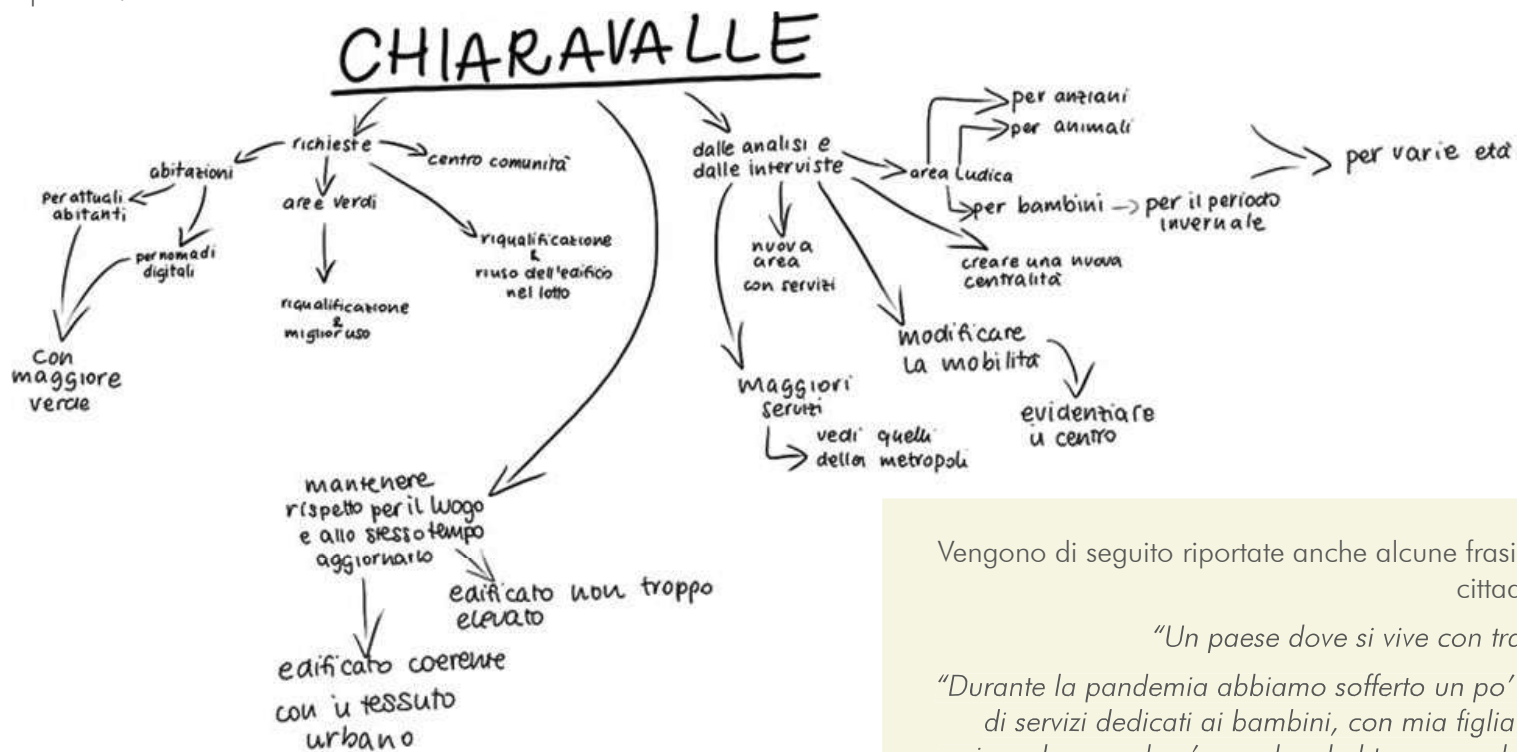 CHIARAVALLE
richieste
abitazioni
per attuali
abitanti
per nomadi
digitali
con
maggiore
verde
aree verdi
riqualificazione
&
miglior uso
centro comunità
riqualificazione
&
riuso dell'edificio
nel lotto
mantenere
rispetto per il luogo
e allo stesso tempo
aggiornarlo
edificato non troppo
elevato
edificato coerente
con il tessuto
urbano
dalle analisi e
dalle interviste
area ludica
per anziani
per animali
per bambini → per il periodo
invernale
per varie età
nuova
area
con servizi
creare una nuova
centralità
modificare
la mobilità
evidenziare
il centro
maggiori
servizi
vedi quelli
della metropoli
Vengono di seguito riportate anche alcune frasi
cittad
“Un paese dove si vive con tra
“Durante la pandemia abbiamo sofferto un po'
di servizi dedicati ai bambini, con mia figlia